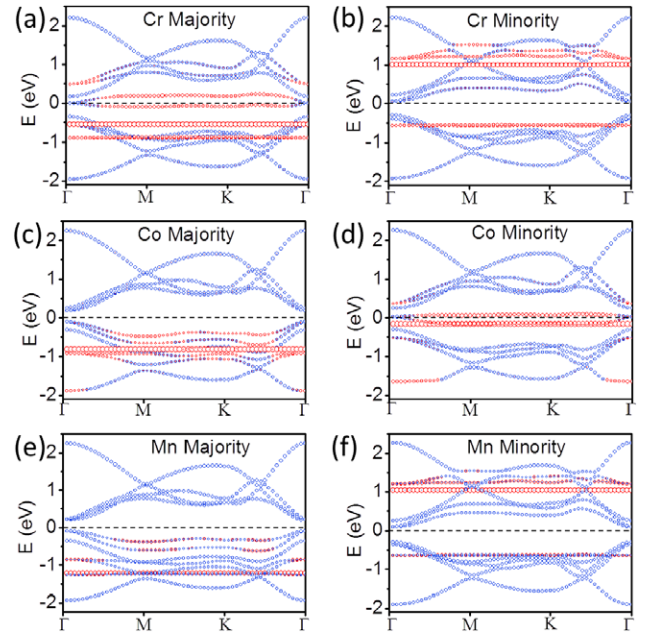 (a) Cr Majority
(b) Cr Minority
E (eV)
2
1
0
-1
-2
Γ M K Γ
E (eV)
2
1
0
-1
-2
Γ M K Γ
(c) Co Majority
(d) Co Minority
E (eV)
2
1
0
-1
-2
Γ M K Γ
E (eV)
2
1
0
-1
-2
Γ M K Γ
(e) Mn Majority
(f) Mn Minority
E (eV)
2
1
0
-1
-2
Γ M K Γ
E (eV)
2
1
0
-1
-2
Γ M K Γ